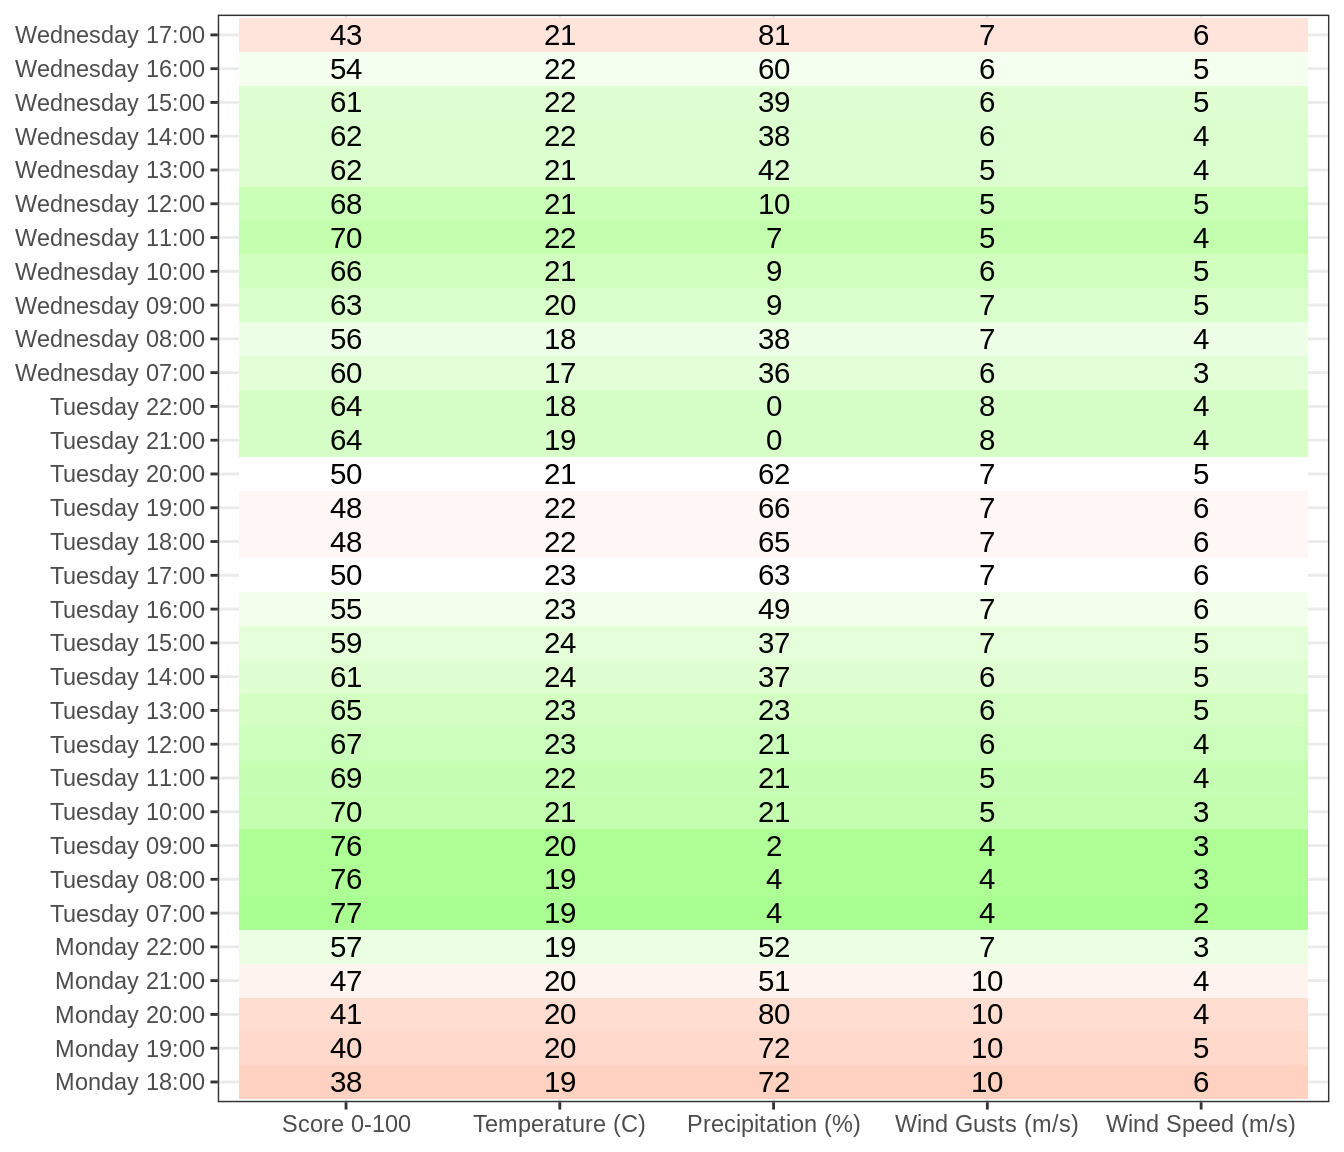 Wednesday 17:00 43 21 81 7 6
Wednesday 16:00 54 22 60 6 5
Wednesday 15:00 61 22 39 6 5
Wednesday 14:00 62 22 38 6 4
Wednesday 13:00 62 21 42 5 4
Wednesday 12:00 68 21 10 5 5
Wednesday 11:00 70 22 7 5 4
Wednesday 10:00 66 21 9 6 5
Wednesday 09:00 63 20 9 7 5
Wednesday 08:00 56 18 38 7 4
Wednesday 07:00 60 17 36 6 3
Tuesday 22:00 64 18 0 8 4
Tuesday 21:00 64 19 0 8 4
Tuesday 20:00 50 21 62 7 5
Tuesday 19:00 48 22 66 7 6
Tuesday 18:00 48 22 65 7 6
Tuesday 17:00 50 23 63 7 6
Tuesday 16:00 55 23 49 7 6
Tuesday 15:00 59 24 37 7 5
Tuesday 14:00 61 24 37 6 5
Tuesday 13:00 65 23 23 6 5
Tuesday 12:00 67 23 21 6 4
Tuesday 11:00 69 22 21 5 4
Tuesday 10:00 70 21 21 5 3
Tuesday 09:00 76 20 2 4 3
Tuesday 08:00 76 19 4 4 3
Tuesday 07:00 77 19 4 4 2
Monday 22:00 57 19 52 7 3
Monday 21:00 47 20 51 10 4
Monday 20:00 41 20 80 10 4
Monday 19:00 40 20 72 10 5
Monday 18:00 38 19 72 10 6
Score 0-100 Temperature (C) Precipitation (%) Wind Gusts (m/s) Wind Speed (m/s)